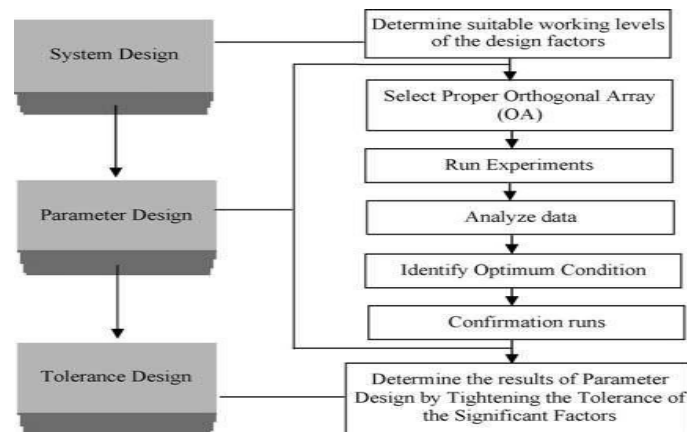 System Design
Parameter Design
Tolerance Design
Determine suitable working levels
of the design factors
Select Proper Orthogonal Array
(OA)
Run Experiments
Analyze data
Identify Optimum Condition
Confirmation runs
Determine the results of Parameter
Design by Tightening the Tolerance of
the Significant Factors